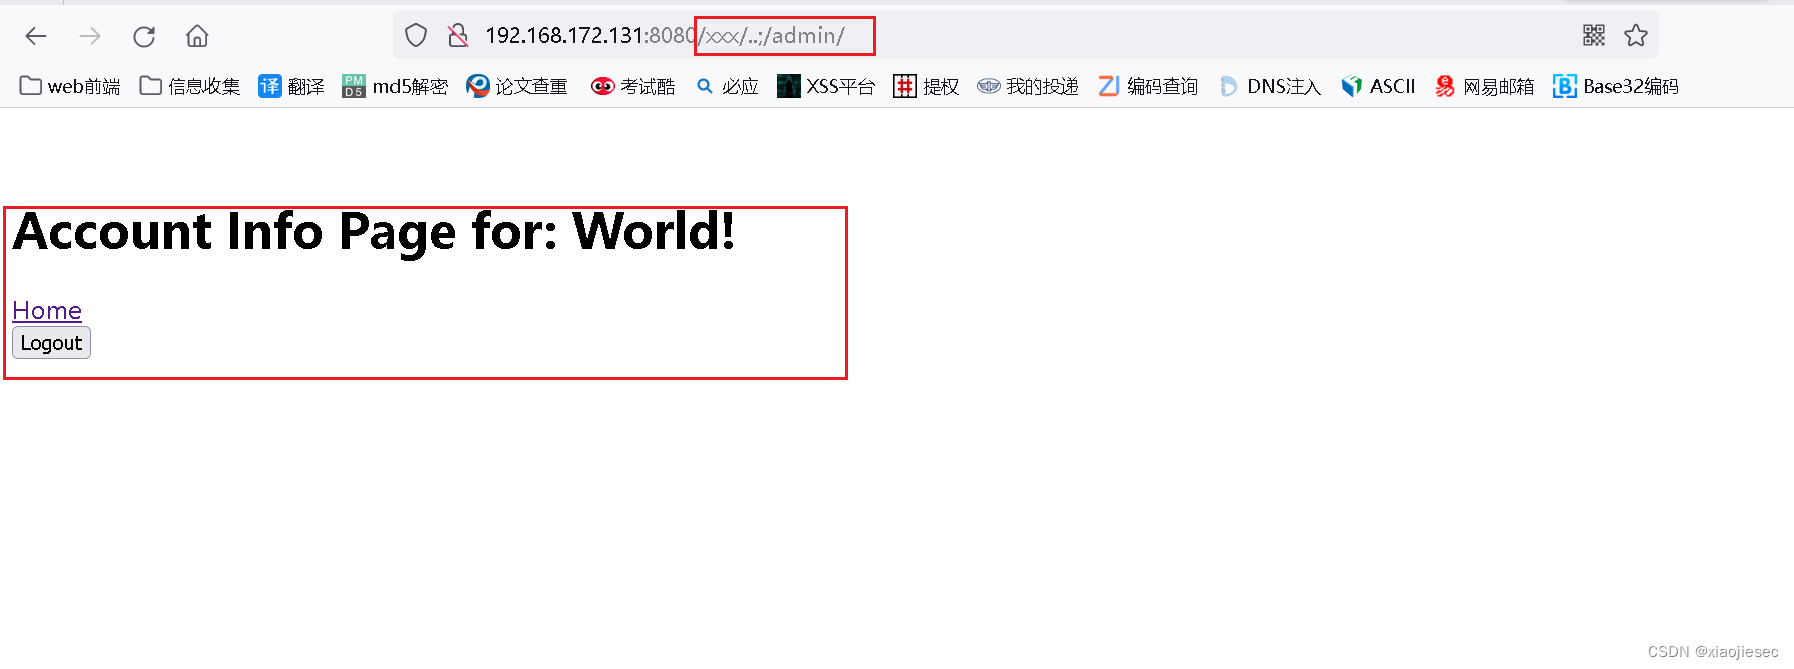 192.168.172.131:8080/xxx/..;/admin/
web前端 信息收集 译 翻译 PM D5 md5解密 论文查重 考试酷 必应 XSS平台 提权 我的投递 编码查询 DNS注入 ASCII 网易邮箱 Base32编码
Account Info Page for: World!
Home
Logout
CSDN @xiaojiesec